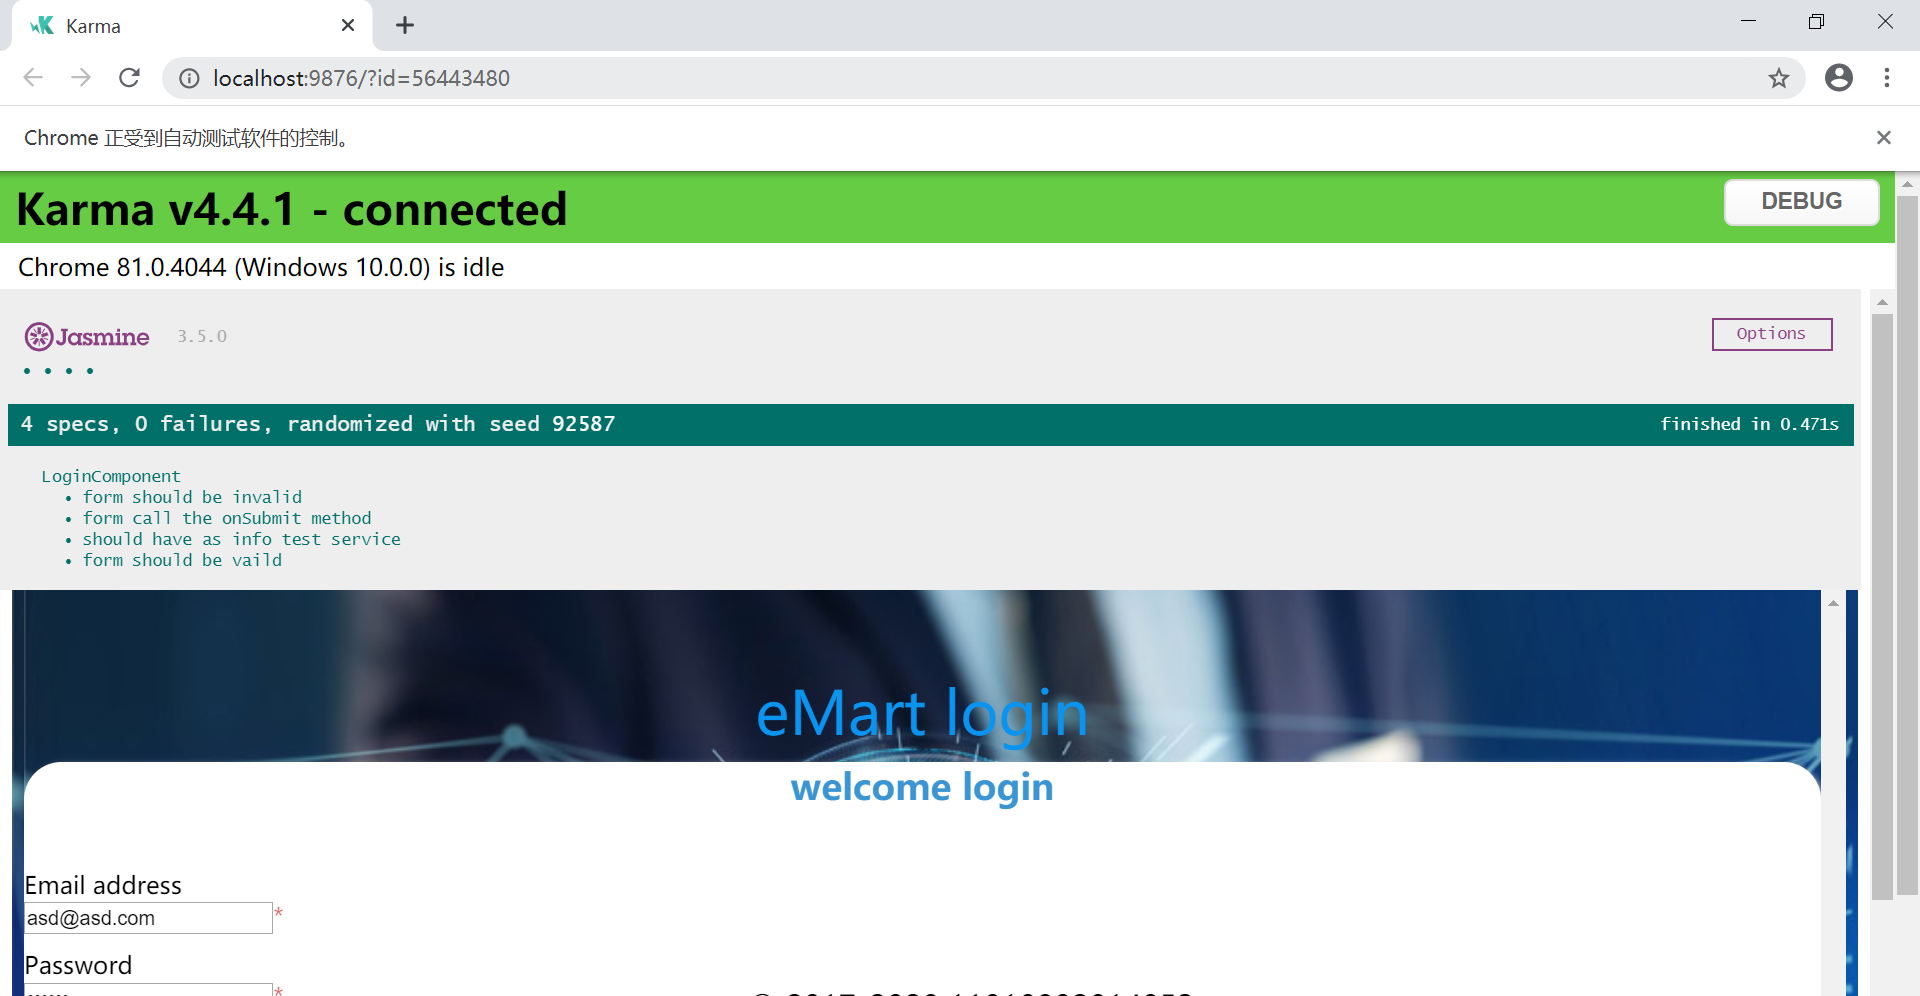 Karma
localhost:9876/?id=56443480
Chrome 正受到自动测试软件的控制。
Karma v4.4.1 - connected
DEBUG
Chrome 81.0.4044 (Windows 10.0.0) is idle
Jasmine 3.5.0
Options
4 specs, 0 failures, randomized with seed 92587
finished in 0.471s
LoginComponent
• form should be invalid
• form call the onSubmit method
• should have as info test service
• form should be vaild
eMart login
welcome login
Email address
asd@asd.com
*
Password
*